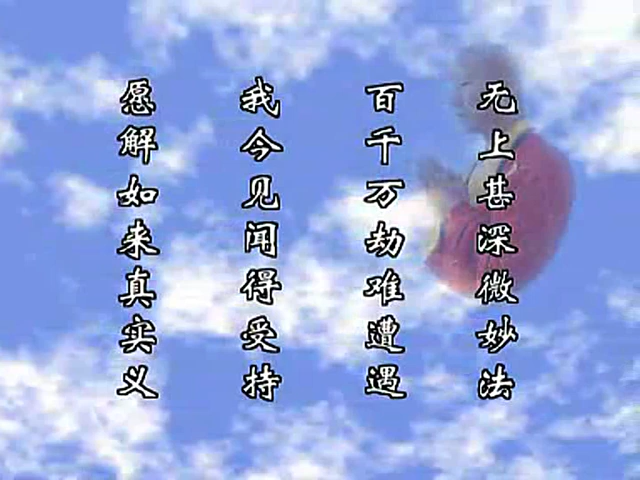 无上甚深微妙法
百千万劫难遭遇
我今见闻得受持
愿解如来真实义